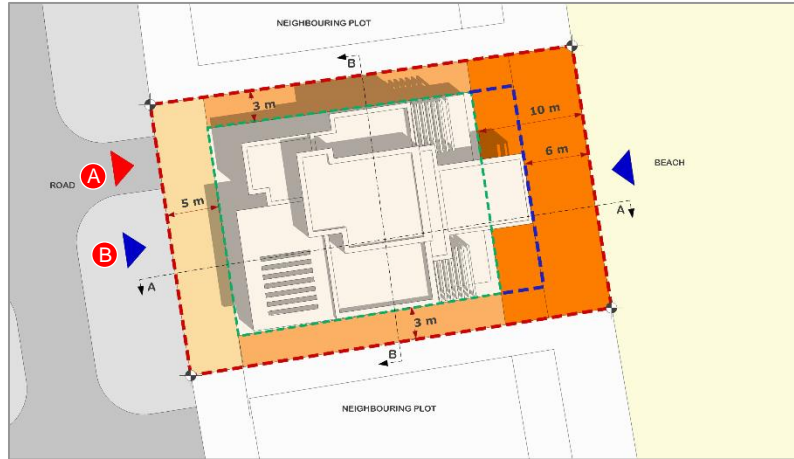 NEIGHBOURING PLOT
B
3 m
10 m
6 m
BEACH
A
ROAD
5 m
A
B
A
3 m
B
NEIGHBOURING PLOT